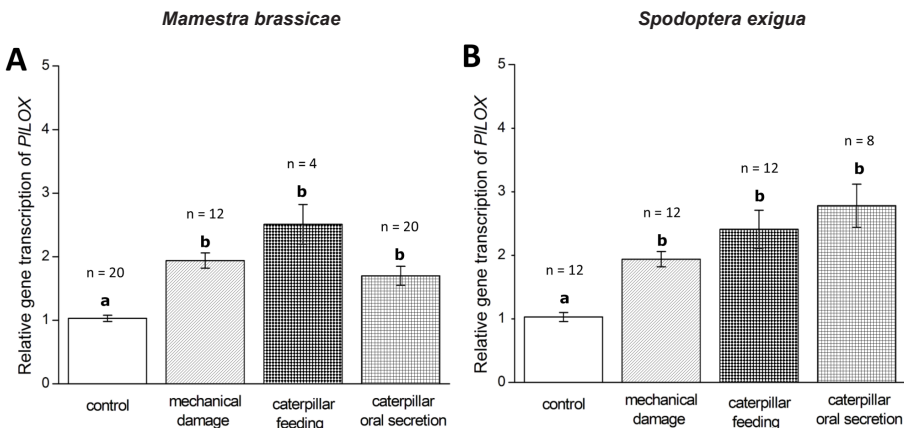 Mamestra brassicae
Spodoptera exigua
A
Relative gene transcription of PlLOX
5
4
3
2
1
0
n = 20
a
n = 12
b
n = 4
b
n = 20
b
control
mechanical
damage
caterpillar
feeding
caterpillar
oral secretion
B
Relative gene transcription of PlLOX
5
4
3
2
1
0
n = 12
a
n = 12
b
n = 12
b
n = 8
b
control
mechanical
damage
caterpillar
feeding
caterpillar
oral secretion